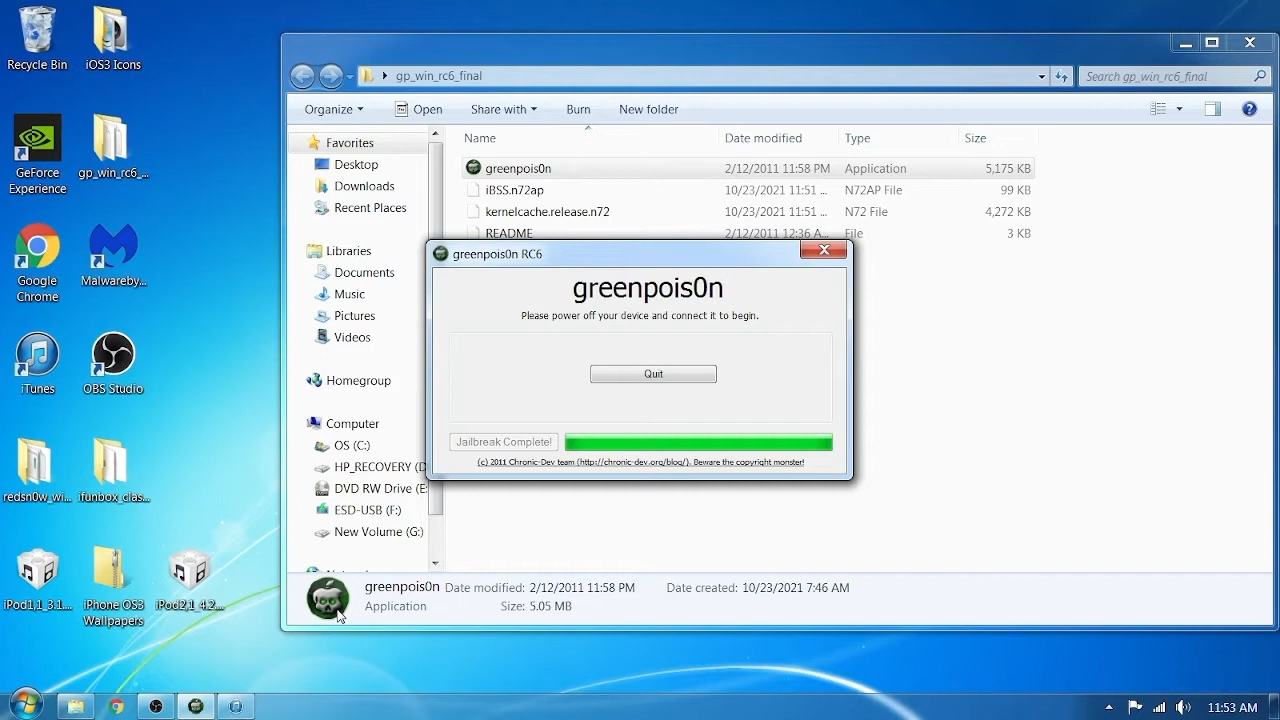 Recycle Bin
iOS3 Icons
GeForce Experience
gp_win_rc6_...
Google Chrome
Malwareby...
iTunes
OBS Studio
redsn0w_wi...
ifunbox_clas...
iPod1,1_3.1....
iPhone OS3 Wallpapers
iPod2,1_4.2....
gp_win_rc6_final
Search gp_win_rc6_final
Organize
Open
Share with
Burn
New folder
Name
Date modified
Type
Size
Favorites
Desktop
Downloads
Recent Places
Libraries
Documents
Music
Pictures
Videos
Homegroup
Computer
OS (C:)
HP_RECOVERY (D
DVD RW Drive (E:
ESD-USB (F:)
New Volume (G:)
greenpois0n 2/12/2011 11:58 PM Application 5,175 KB
iBSS.n72ap 10/23/2021 11:51 ... N72AP File 99 KB
kernelcache.release.n72 10/23/2021 11:51 ... N72 File 4,272 KB
README 2/12/2011 12:36 A... File 3 KB
greenpois0n RC6
greenpois0n
Please power off your device and connect it to begin.
Quit
Jailbreak Complete!
(c) 2011 Chronic-Dev team (http://chronic-dev.org/blog/). Beware the copyright monster!
greenpois0n Date modified: 2/12/2011 11:58 PM Date created: 10/23/2021 7:46 AM
Application Size: 5.05 MB
11:53 AM